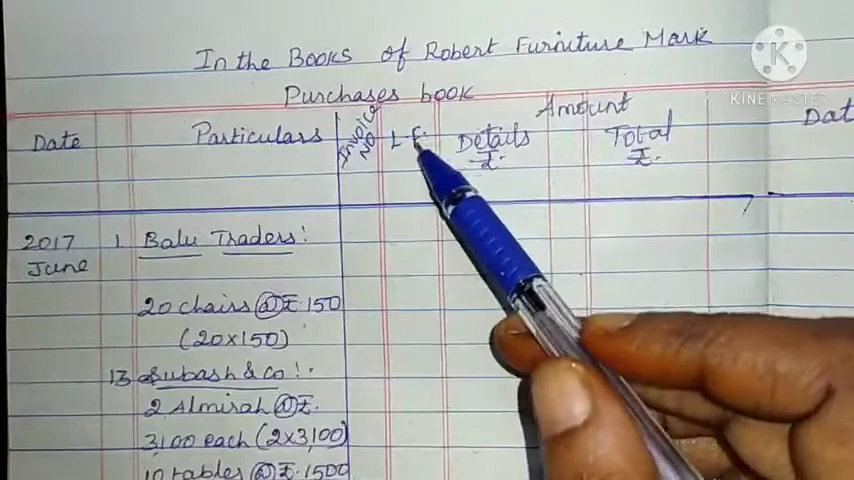 In the Books of Robert Furniture Mark
Purchases book
Date Particulars Invoice NO L F. Amount Details ₹. Total ₹. Date
2017 June 1 Balu Traders:
20 chairs @ ₹ 150
(20x150)
13 Subash & Co:
2 Almirah @ ₹.
3,100 each (2x3,100)
10 tables @ ₹. 1500
K
KINEMASTER